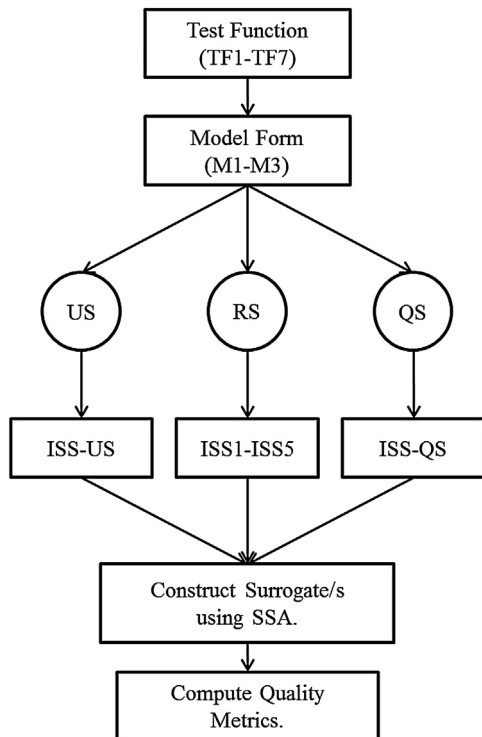 Test Function
(TF1-TF7)
Model Form
(M1-M3)
US
RS
QS
ISS-US
ISS1-ISS5
ISS-QS
Construct Surrogate/s
using SSA.
Compute Quality
Metrics.